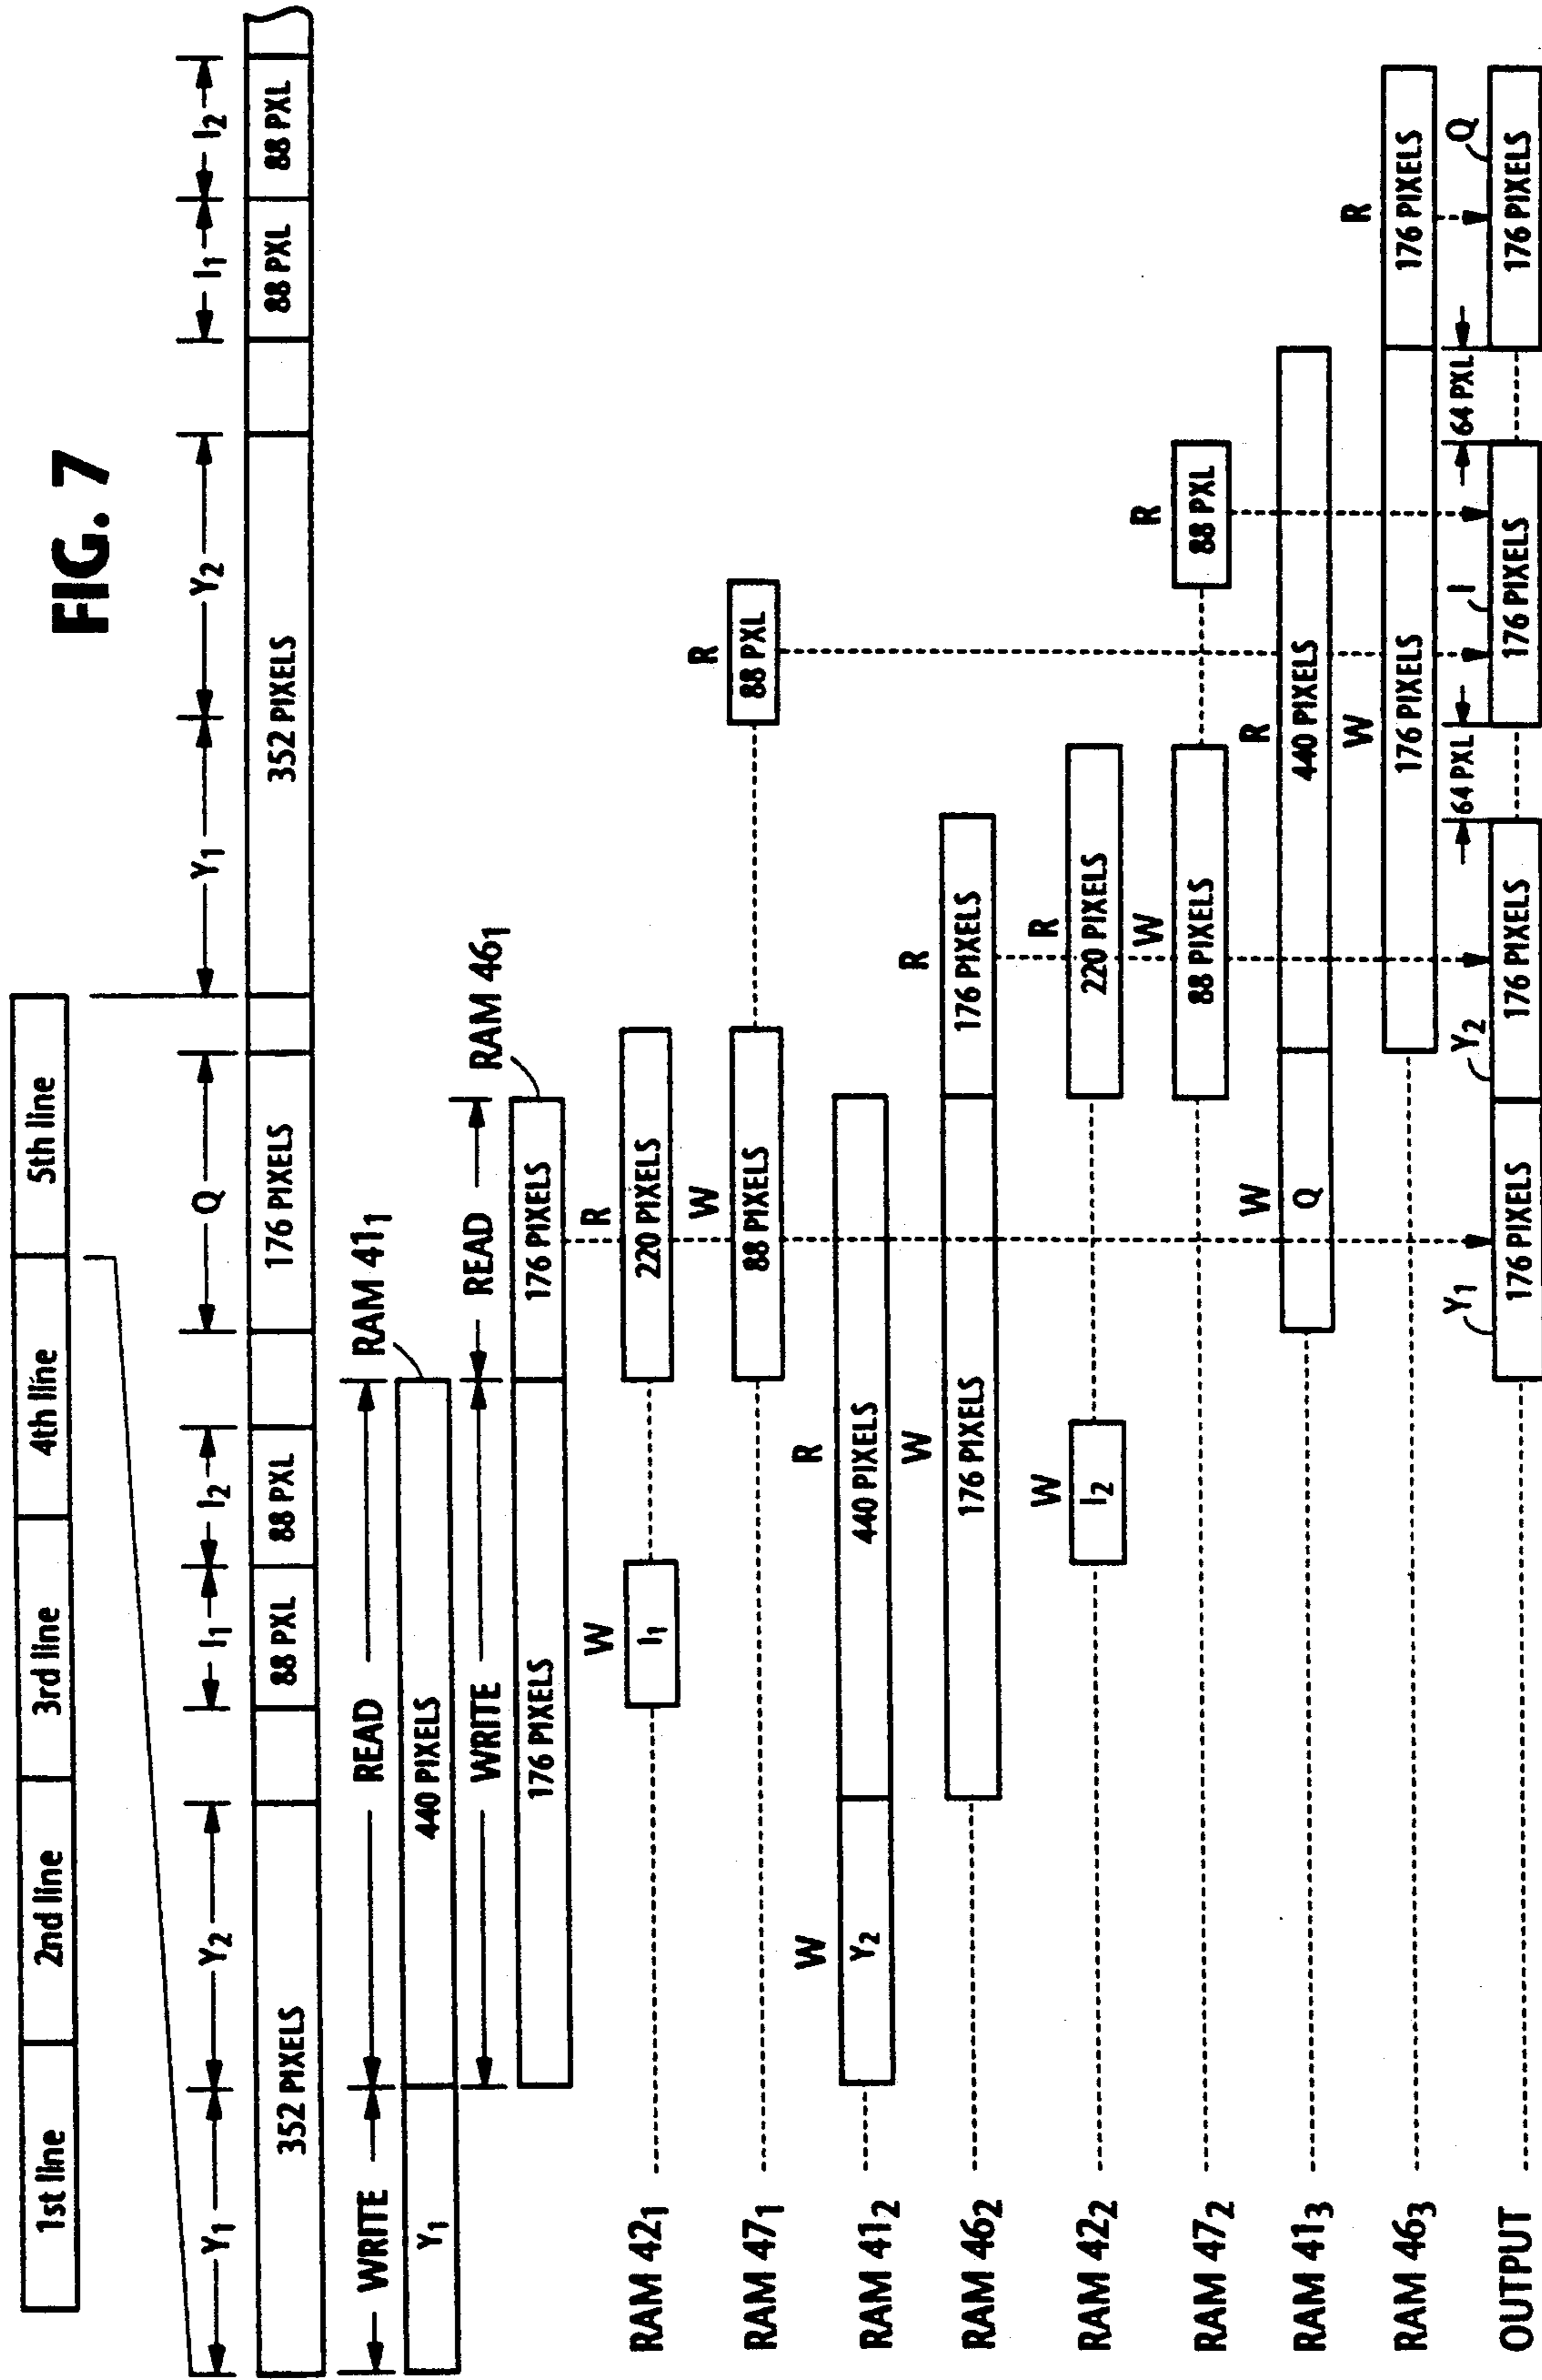 FIG. 7
1st line 2nd line 3rd line 4th line 5th line
Y1 Y2 I1 I2 Q Y1 Y2 I1 I2
352 PIXELS 88 PXL 88 PXL 176 PIXELS 352 PIXELS 88 PXL 88 PXL
WRITE READ RAM 411
Y1 440 PIXELS
WRITE READ RAM 461
176 PIXELS 176 PIXELS
W R
RAM 421 I1 220 PIXELS
W R
RAM 471 88 PIXELS 88 PXL
W R
RAM 412 Y2 440 PIXELS
W R
RAM 462 176 PIXELS 176 PIXELS
W R
RAM 422 I2 220 PIXELS
W R
RAM 472 88 PIXELS 88 PXL
W R
RAM 413 Q 440 PIXELS
W R
RAM 463 176 PIXELS 176 PIXELS
Y1 Y2 64 PXL I 64 PXL Q
OUTPUT 176 PIXELS 176 PIXELS 176 PIXELS 176 PIXELS